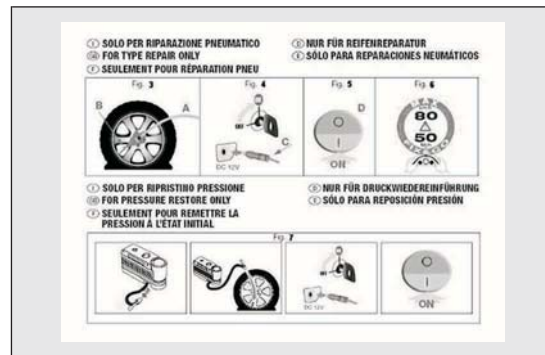 I SOLO PER RIPARAZIONE PNEUMATICO
GB FOR TYPE REPAIR ONLY
F SEULEMENT POUR RÉPARATION PNEU
D NUR FÜR REIFENREPARATUR
E SÓLO PARA REPARACIONES NEUMÁTICOS
Fig. 3
B
A
Fig. 4
OFF
C
DC 12V
Fig. 5
D
O
I
ON
Fig. 6
80
50
I SOLO PER RIPRISTINO PRESSIONE
GB FOR PRESSURE RESTORE ONLY
F SEULEMENT POUR REMETTRE LA
PRESSION À L'ÉTAT INITIAL
D NUR FÜR DRUCKWIEDEREINFÜHRUNG
E SÓLO PARA REPOSICIÓN PRESIÓN
Fig. 7
DC 12V
O
I
ON